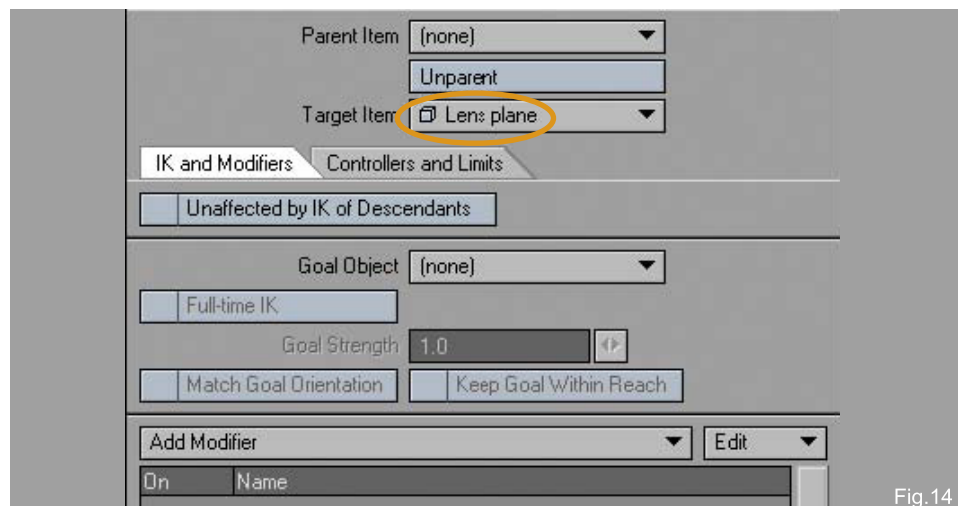 Parent Item (none)
Unparent
Target Item Lens plane
IK and Modifiers Controllers and Limits
Unaffected by IK of Descendants
Goal Object (none)
Full-time IK
Goal Strength 1.0
Match Goal Orientation Keep Goal Within Reach
Add Modifier Edit
On Name
Fig.14